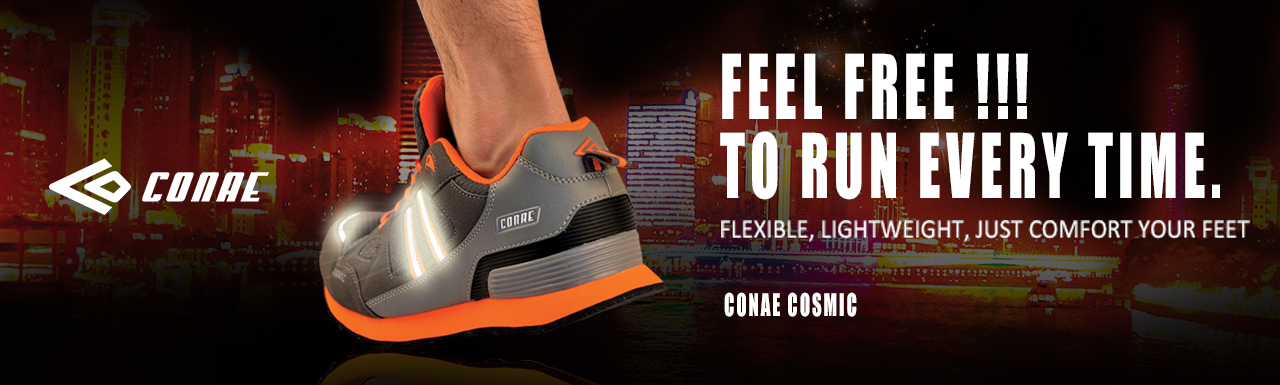 CONAE
CONAE
FEEL FREE !!!
TO RUN EVERY TIME.
FLEXIBLE, LIGHTWEIGHT, JUST COMFORT YOUR FEET
CONAE COSMIC